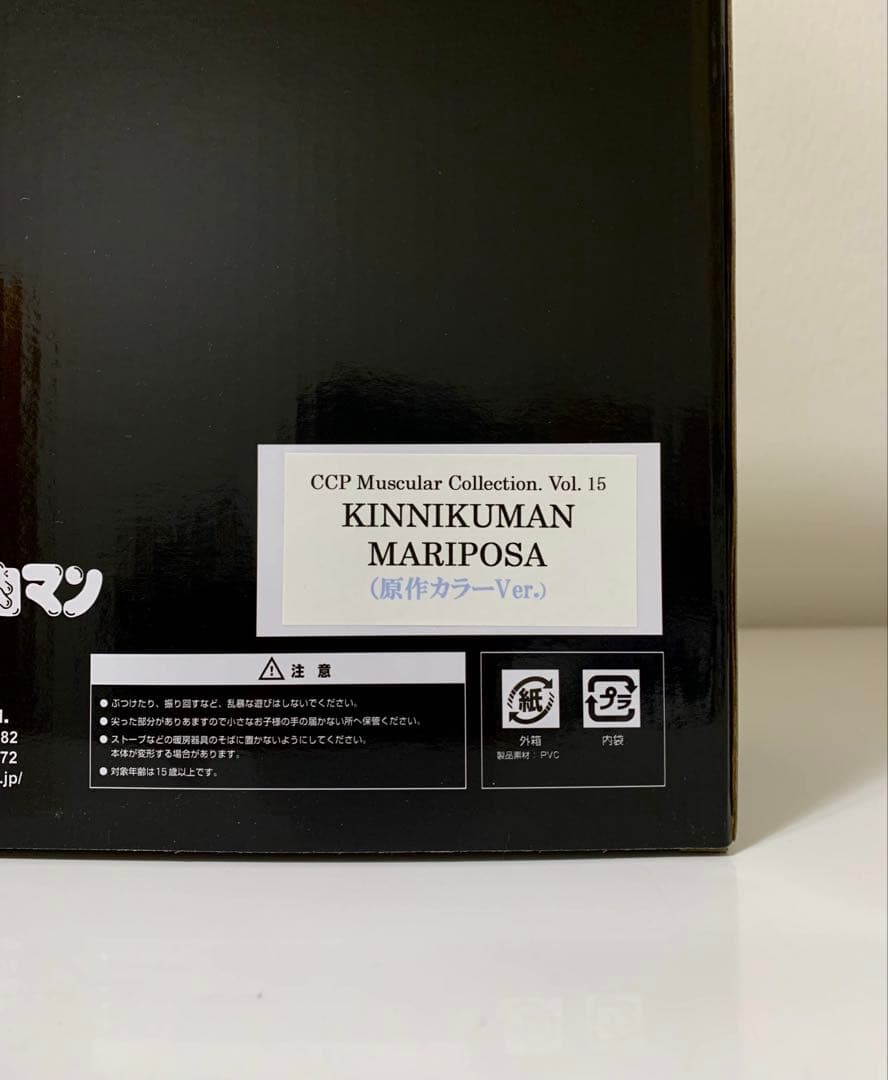 CCP Muscular Collection. Vol. 15
KINNIKUMAN
MARIPOSA
(原作カラーVer.)
肉マン
l.
82
72
.jp/
注意
● ぶつけたり、振り回すなど、乱暴な遊びはしないでください。
● 尖った部分がありありますので小さなお子様の手の届かない所へ保管ください。
● ストーブなどの暖房器具のそばに置かないようにしてください。
本体が変形する場合があります。
● 対象年齢は15歳以上です。
紙
プラ
外箱
内袋
製品素材：PVC